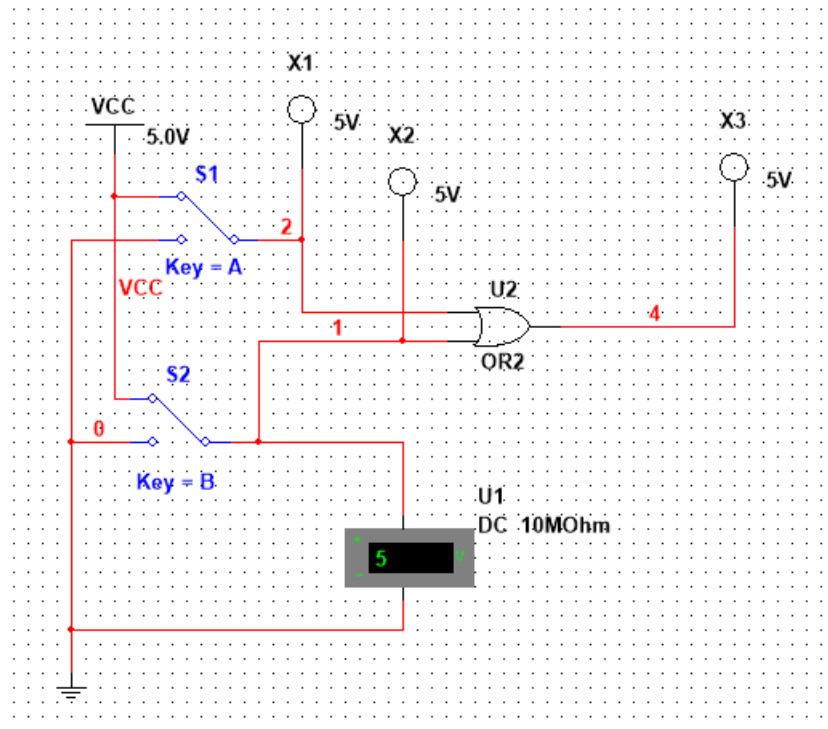 X1
VCC
5V
X2
X3
5.0V
S1
5V
5V
2
Key = A
VCC
U2
4
1
OR2
S2
0
Key = B
U1
DC 10MOhm
+
5
V
-